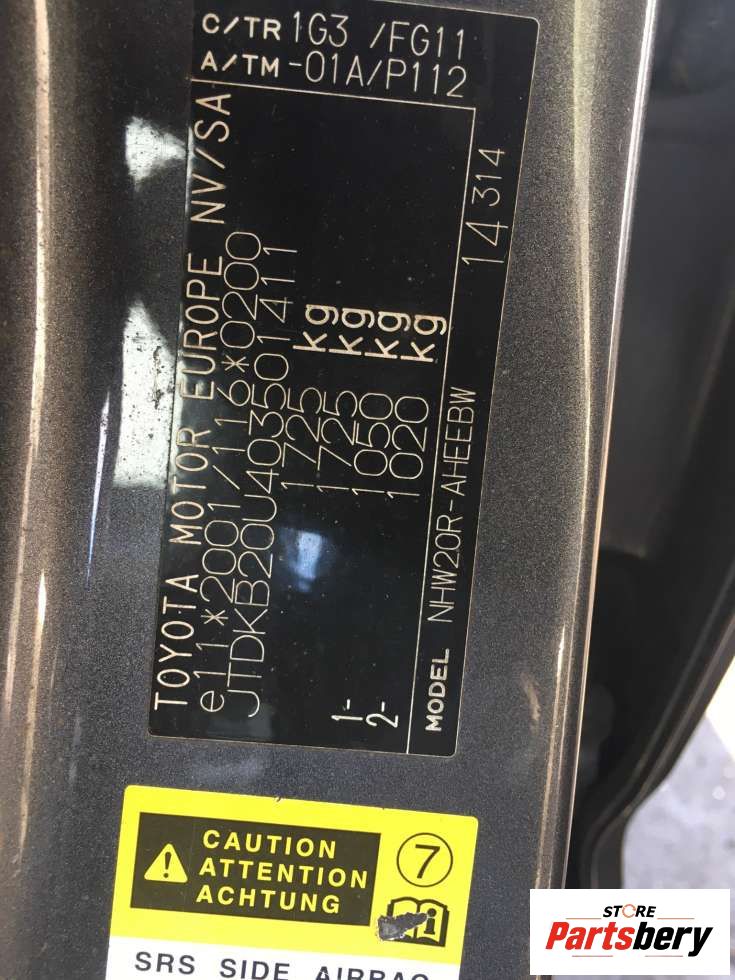 C/TR 1G3 /FG11
A/TM -01A/P112
TOYOTA MOTOR EUROPE NV/SA
e11*2001/116*0200
JTDKB20U403501411
1725 kg
1725 kg
1- 1050 kg
2- 1020 kg
MODEL NHW20R-AHEEBW
14314
CAUTION
ATTENTION
ACHTUNG
7
i
SRS SIDE AIRBAG
STORE
Partsbery